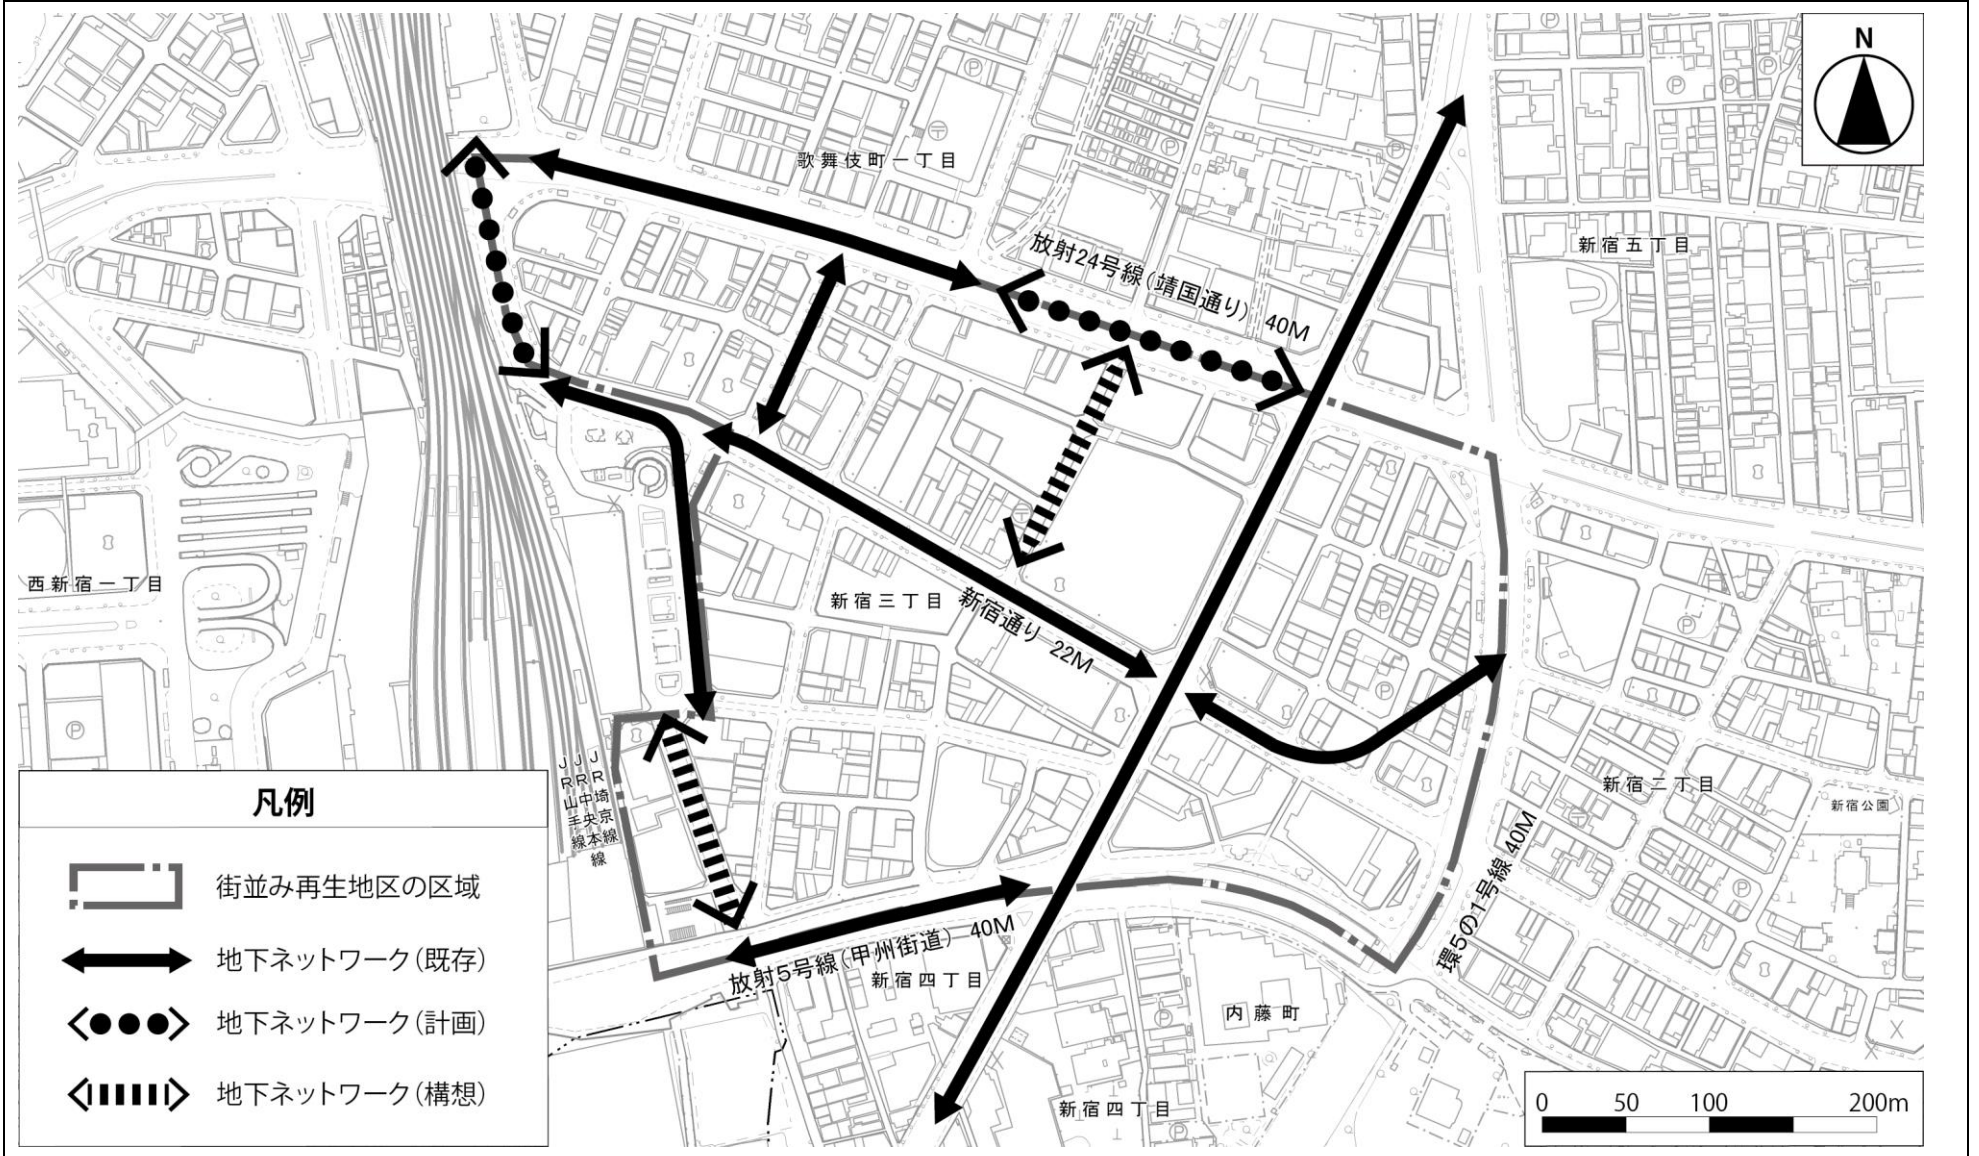 N
歌舞伎町一丁目
放射24号線(靖国通り) 40M
新宿五丁目
西新宿一丁目
新宿三丁目
新宿通り 22M
JR埼京線
JR中央本線
JR山手線
新宿二丁目
新宿公園
環5の1号線 40M
放射5号線(甲州街道) 40M
新宿四丁目
内藤町
新宿四丁目
凡例
街並み再生地区の区域
地下ネットワーク(既存)
地下ネットワーク(計画)
地下ネットワーク(構想)
0 50 100 200m